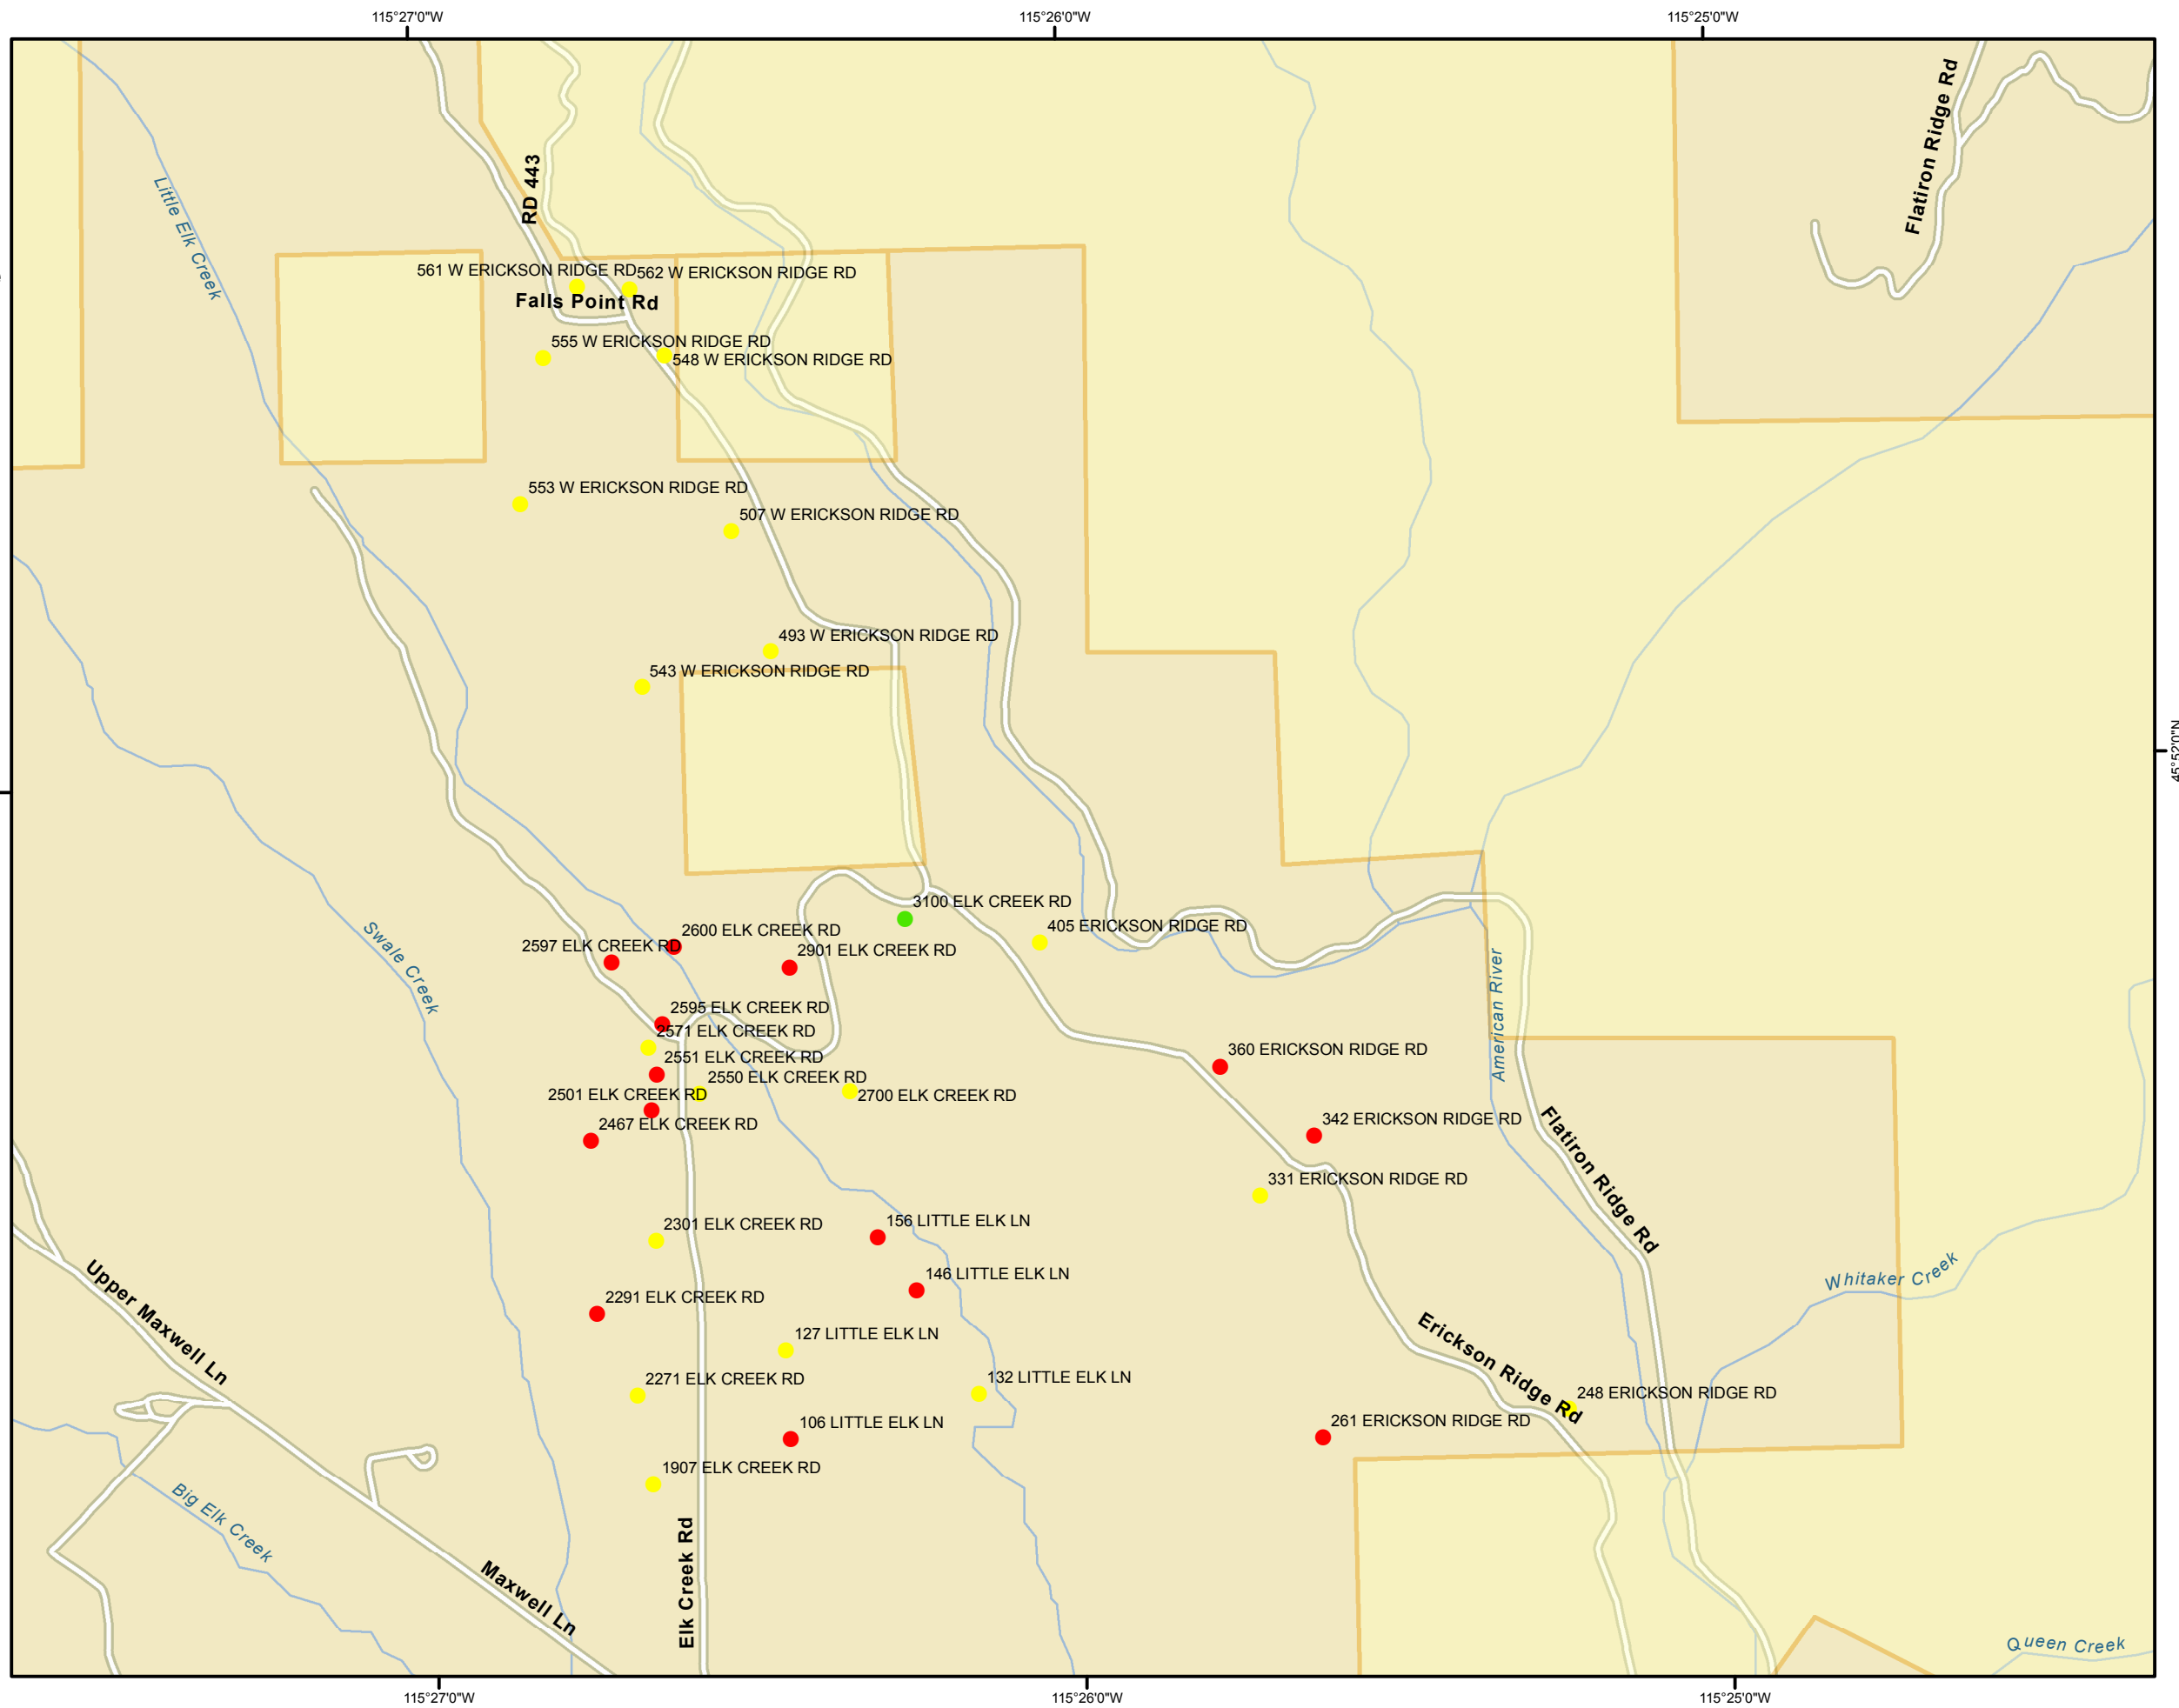 115°27'0"W
115°26'0"W
115°25'0"W
Flatiron Ridge Rd
RD 443
Little Elk Creek
561 W ERICKSON RIDGE RD
562 W ERICKSON RIDGE RD
Falls Point Rd
555 W ERICKSON RIDGE RD
548 W ERICKSON RIDGE RD
553 W ERICKSON RIDGE RD
507 W ERICKSON RIDGE RD
493 W ERICKSON RIDGE RD
543 W ERICKSON RIDGE RD
45°52'0"N
3100 ELK CREEK RD
405 ERICKSON RIDGE RD
2600 ELK CREEK RD
2597 ELK CREEK RD
2901 ELK CREEK RD
Swale Creek
American River
2595 ELK CREEK RD
2571 ELK CREEK RD
2551 ELK CREEK RD
360 ERICKSON RIDGE RD
2550 ELK CREEK RD
2501 ELK CREEK RD
2700 ELK CREEK RD
2467 ELK CREEK RD
342 ERICKSON RIDGE RD
Flatiron Ridge Rd
331 ERICKSON RIDGE RD
2301 ELK CREEK RD
156 LITTLE ELK LN
146 LITTLE ELK LN
Whitaker Creek
2291 ELK CREEK RD
Upper Maxwell Ln
127 LITTLE ELK LN
Erickson Ridge Rd
2271 ELK CREEK RD
132 LITTLE ELK LN
248 ERICKSON RIDGE RD
106 LITTLE ELK LN
261 ERICKSON RIDGE RD
1907 ELK CREEK RD
Big Elk Creek
Elk Creek Rd
Maxwell Ln
Queen Creek
115°27'0"W
115°26'0"W
115°25'0"W